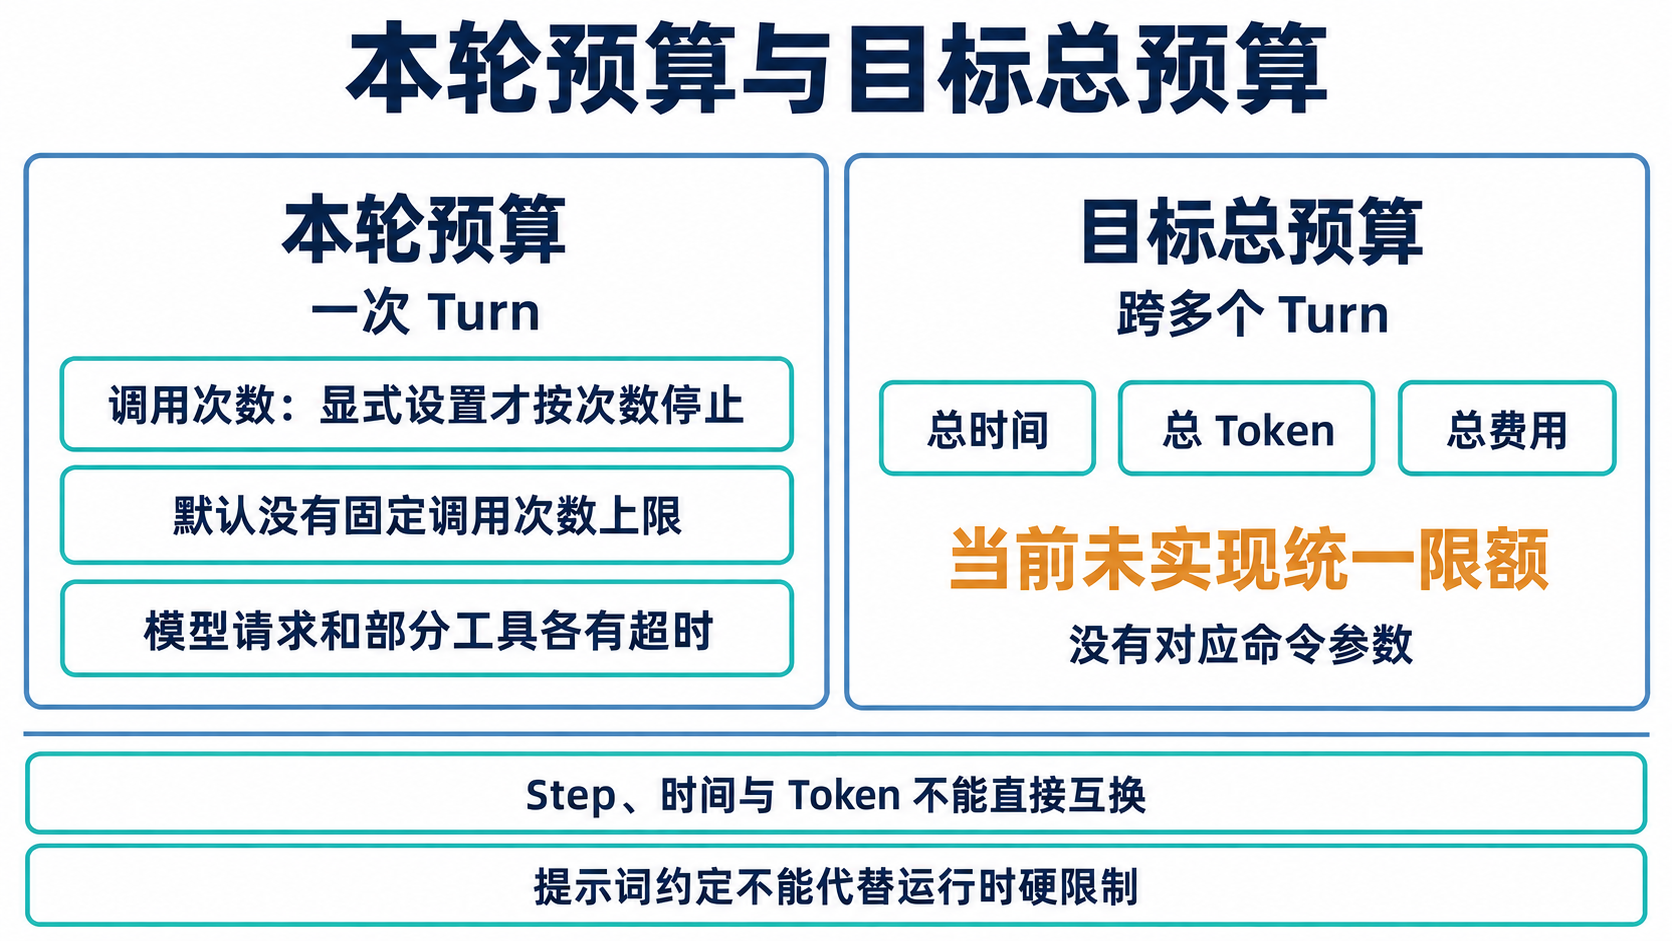 本轮预算与目标总预算
本轮预算
一次 Turn
调用次数：显式设置才按次数停止
默认没有固定调用次数上限
模型请求和部分工具各有超时
目标总预算
跨多个 Turn
总时间
总 Token
总费用
当前未实现统一限额
没有对应命令参数
Step、时间与 Token 不能直接互换
提示词约定不能代替运行时硬限制